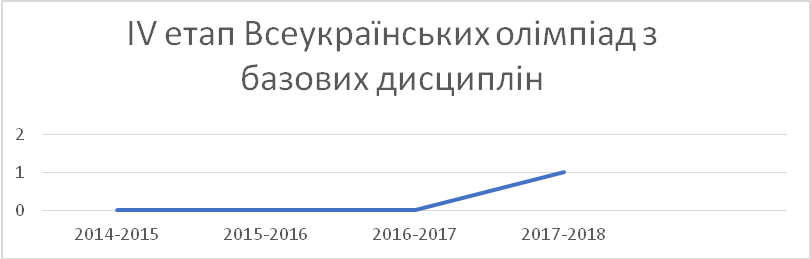 IV етап Всеукраїнських олімпіад з
базових дисциплін
2
1
0
2014-2015 2015-2016 2016-2017 2017-2018